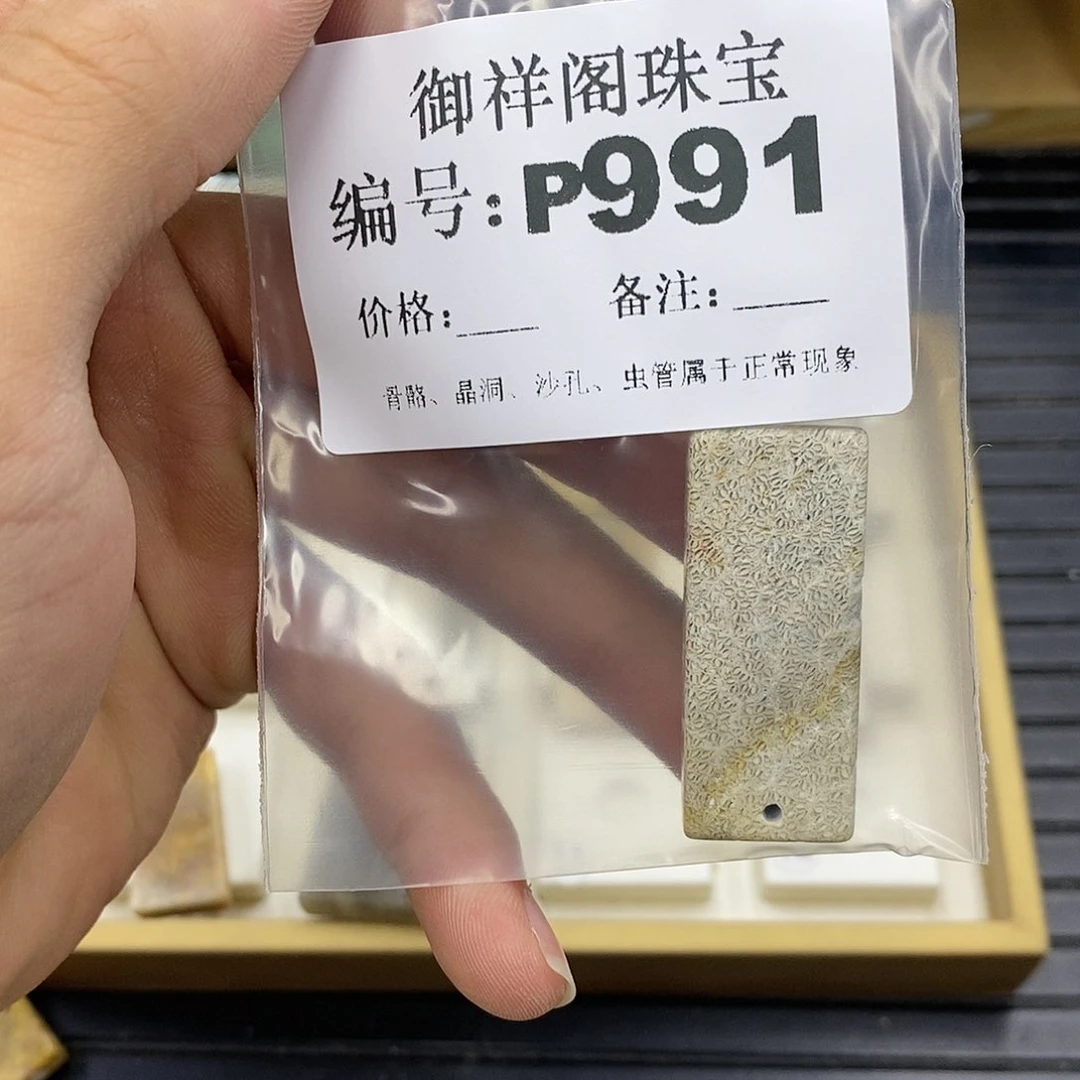 御祥阁珠宝
编号:P991
价格:____ 备注:____
骨骼、晶洞、沙孔、虫管属于正常现象